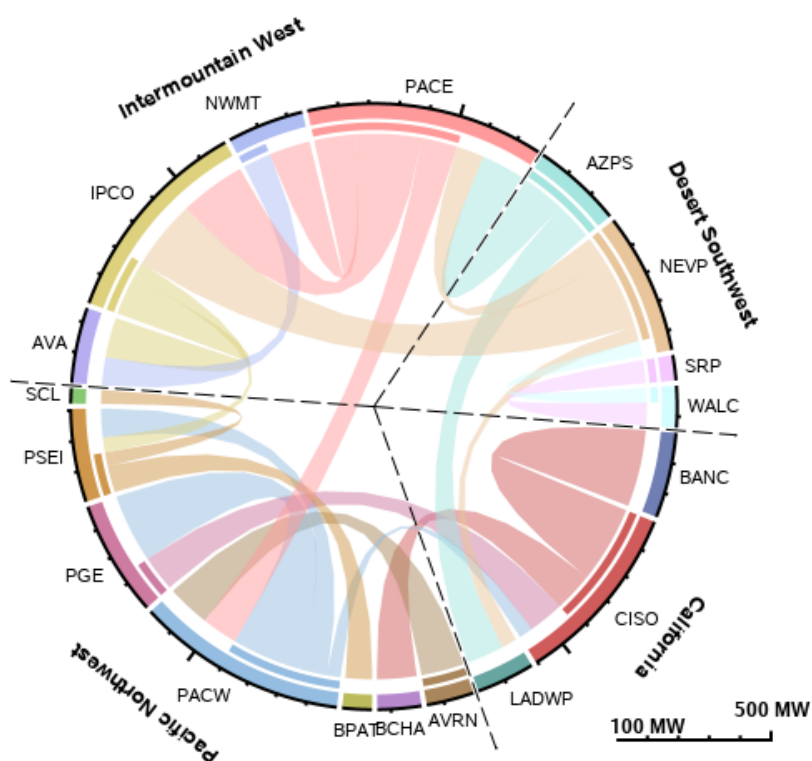 Intermountain West
PACE
NWMT
AZPS
IPCO
Desert Southwest
NEVP
AVA
SRP
SCL
WALC
PSEI
BANC
PGE
CISO
California
PACW
Pacific Northwest
BPAT
BCHA
AVRN
LADWP
100 MW
500 MW